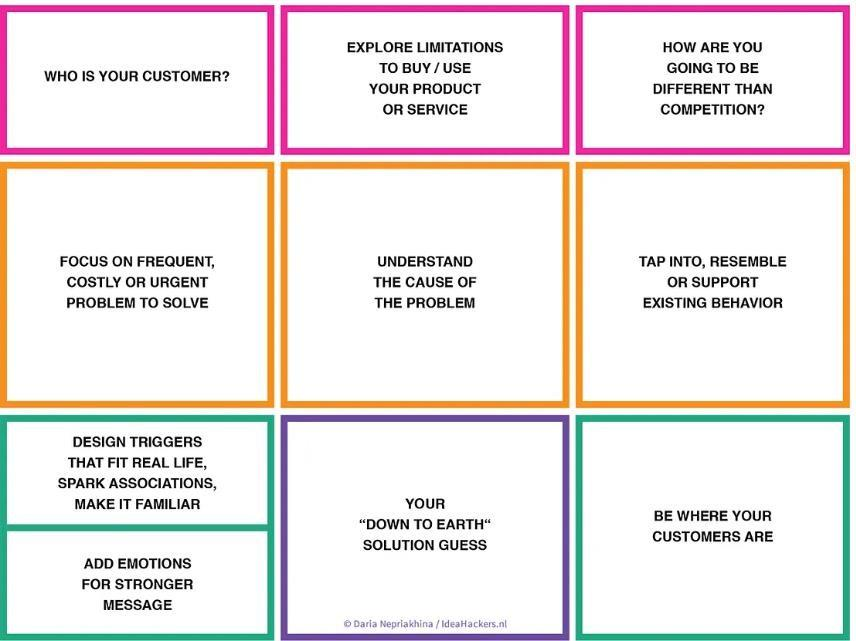 WHO IS YOUR CUSTOMER?
EXPLORE LIMITATIONS
TO BUY / USE
YOUR PRODUCT
OR SERVICE
HOW ARE YOU
GOING TO BE
DIFFERENT THAN
COMPETITION?
FOCUS ON FREQUENT,
COSTLY OR URGENT
PROBLEM TO SOLVE
UNDERSTAND
THE CAUSE OF
THE PROBLEM
TAP INTO, RESEMBLE
OR SUPPORT
EXISTING BEHAVIOR
DESIGN TRIGGERS
THAT FIT REAL LIFE,
SPARK ASSOCIATIONS,
MAKE IT FAMILIAR
ADD EMOTIONS
FOR STRONGER
MESSAGE
YOUR
“DOWN TO EARTH“
SOLUTION GUESS
© Daria Nepriakhina / IdeaHackers.nl
BE WHERE YOUR
CUSTOMERS ARE